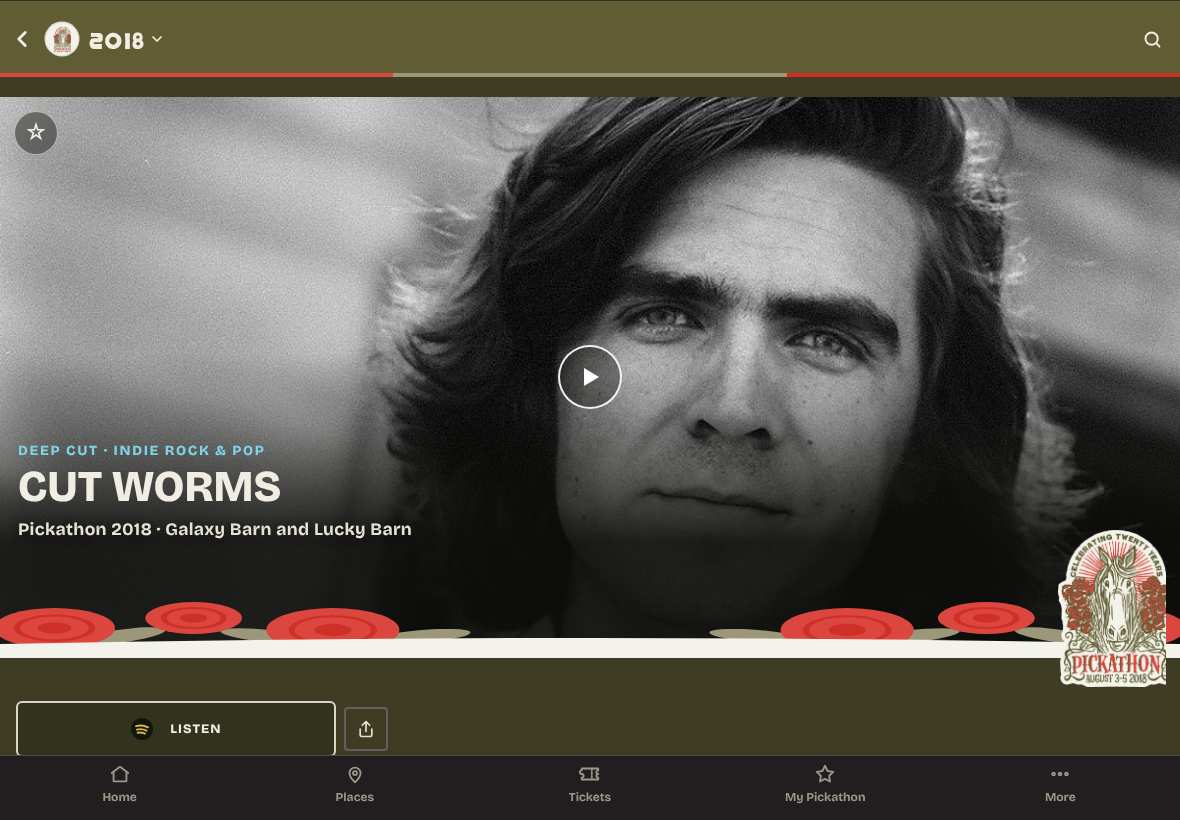 2018
DEEP CUT · INDIE ROCK & POP
CUT WORMS
Pickathon 2018 · Galaxy Barn and Lucky Barn
CELEBRATING TWENTY YEARS
PICKATHON
AUGUST 3-5 2018
LISTEN
Home
Places
Tickets
My Pickathon
More